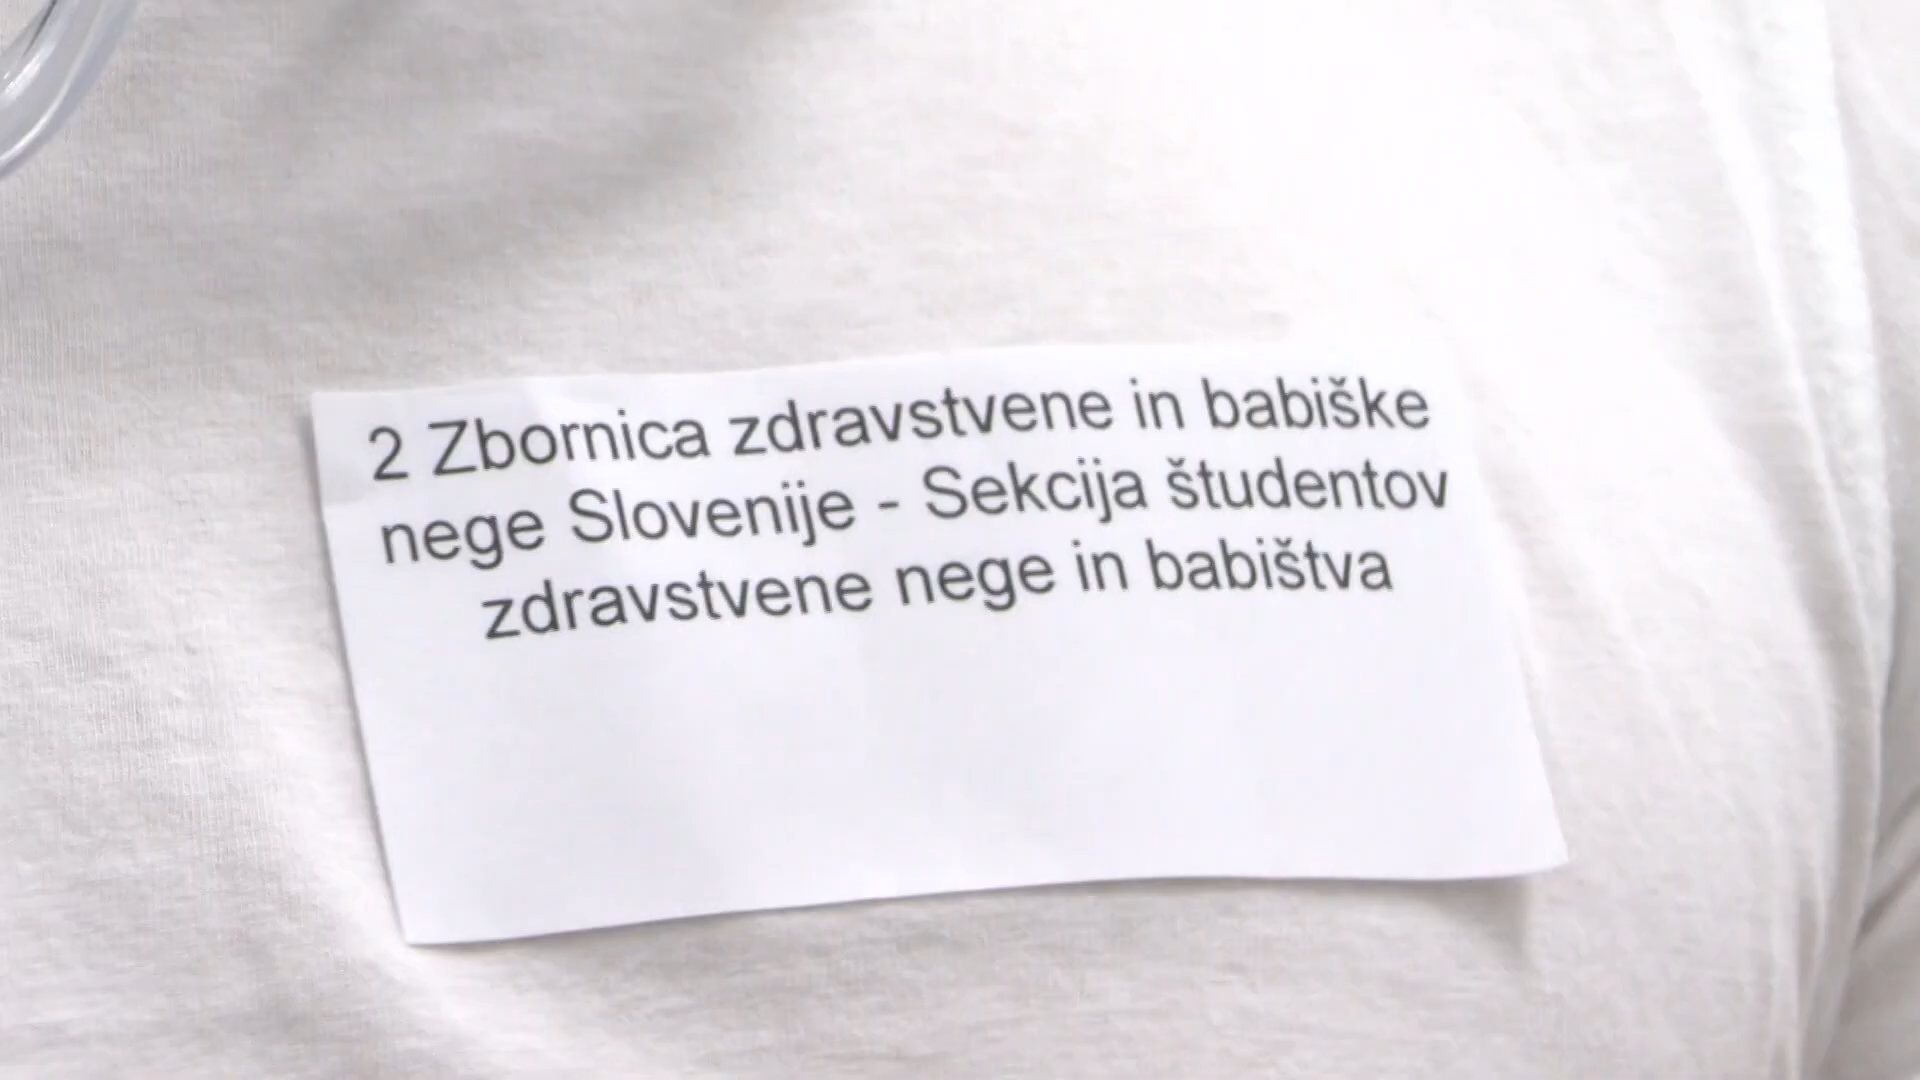 2 Zbornica zdravstvene in babiške
nege Slovenije - Sekcija študentov
zdravstvene nege in babištva